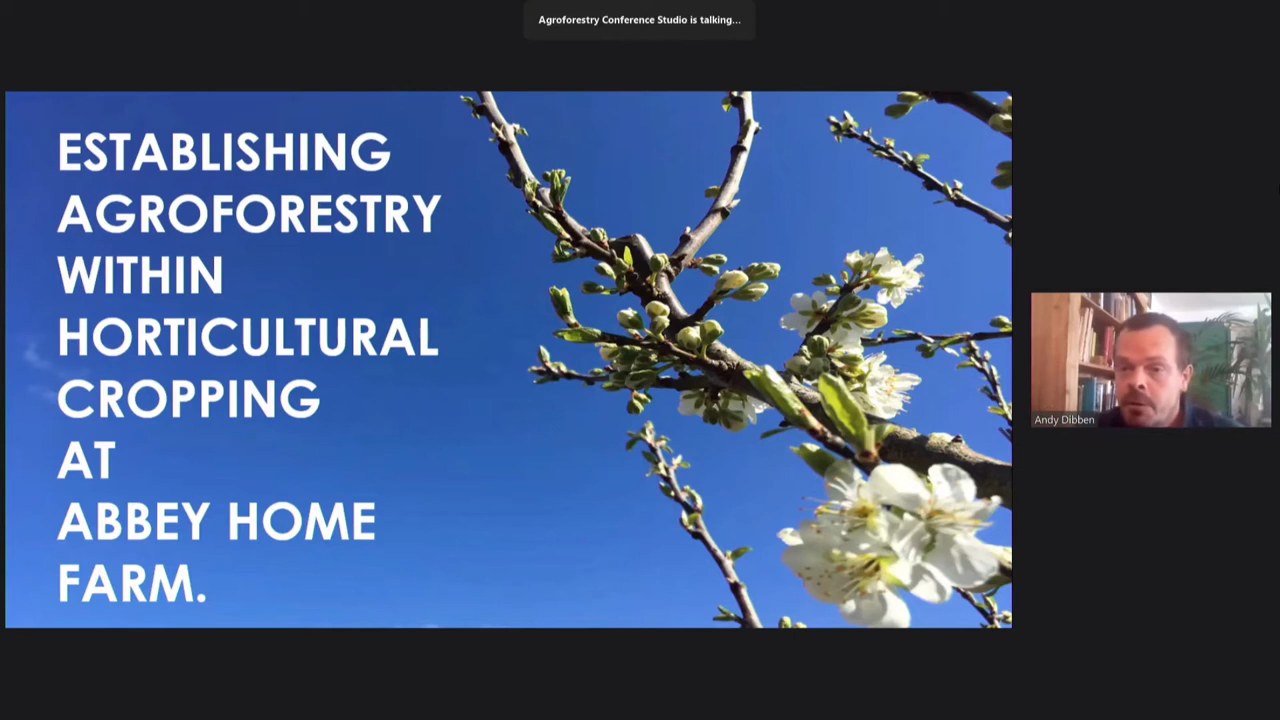 Agroforestry Conference Studio is talking...
ESTABLISHING
AGROFORESTRY
WITHIN
HORTICULTURAL
CROPPING
AT
ABBEY HOME
FARM.
Andy Dibben